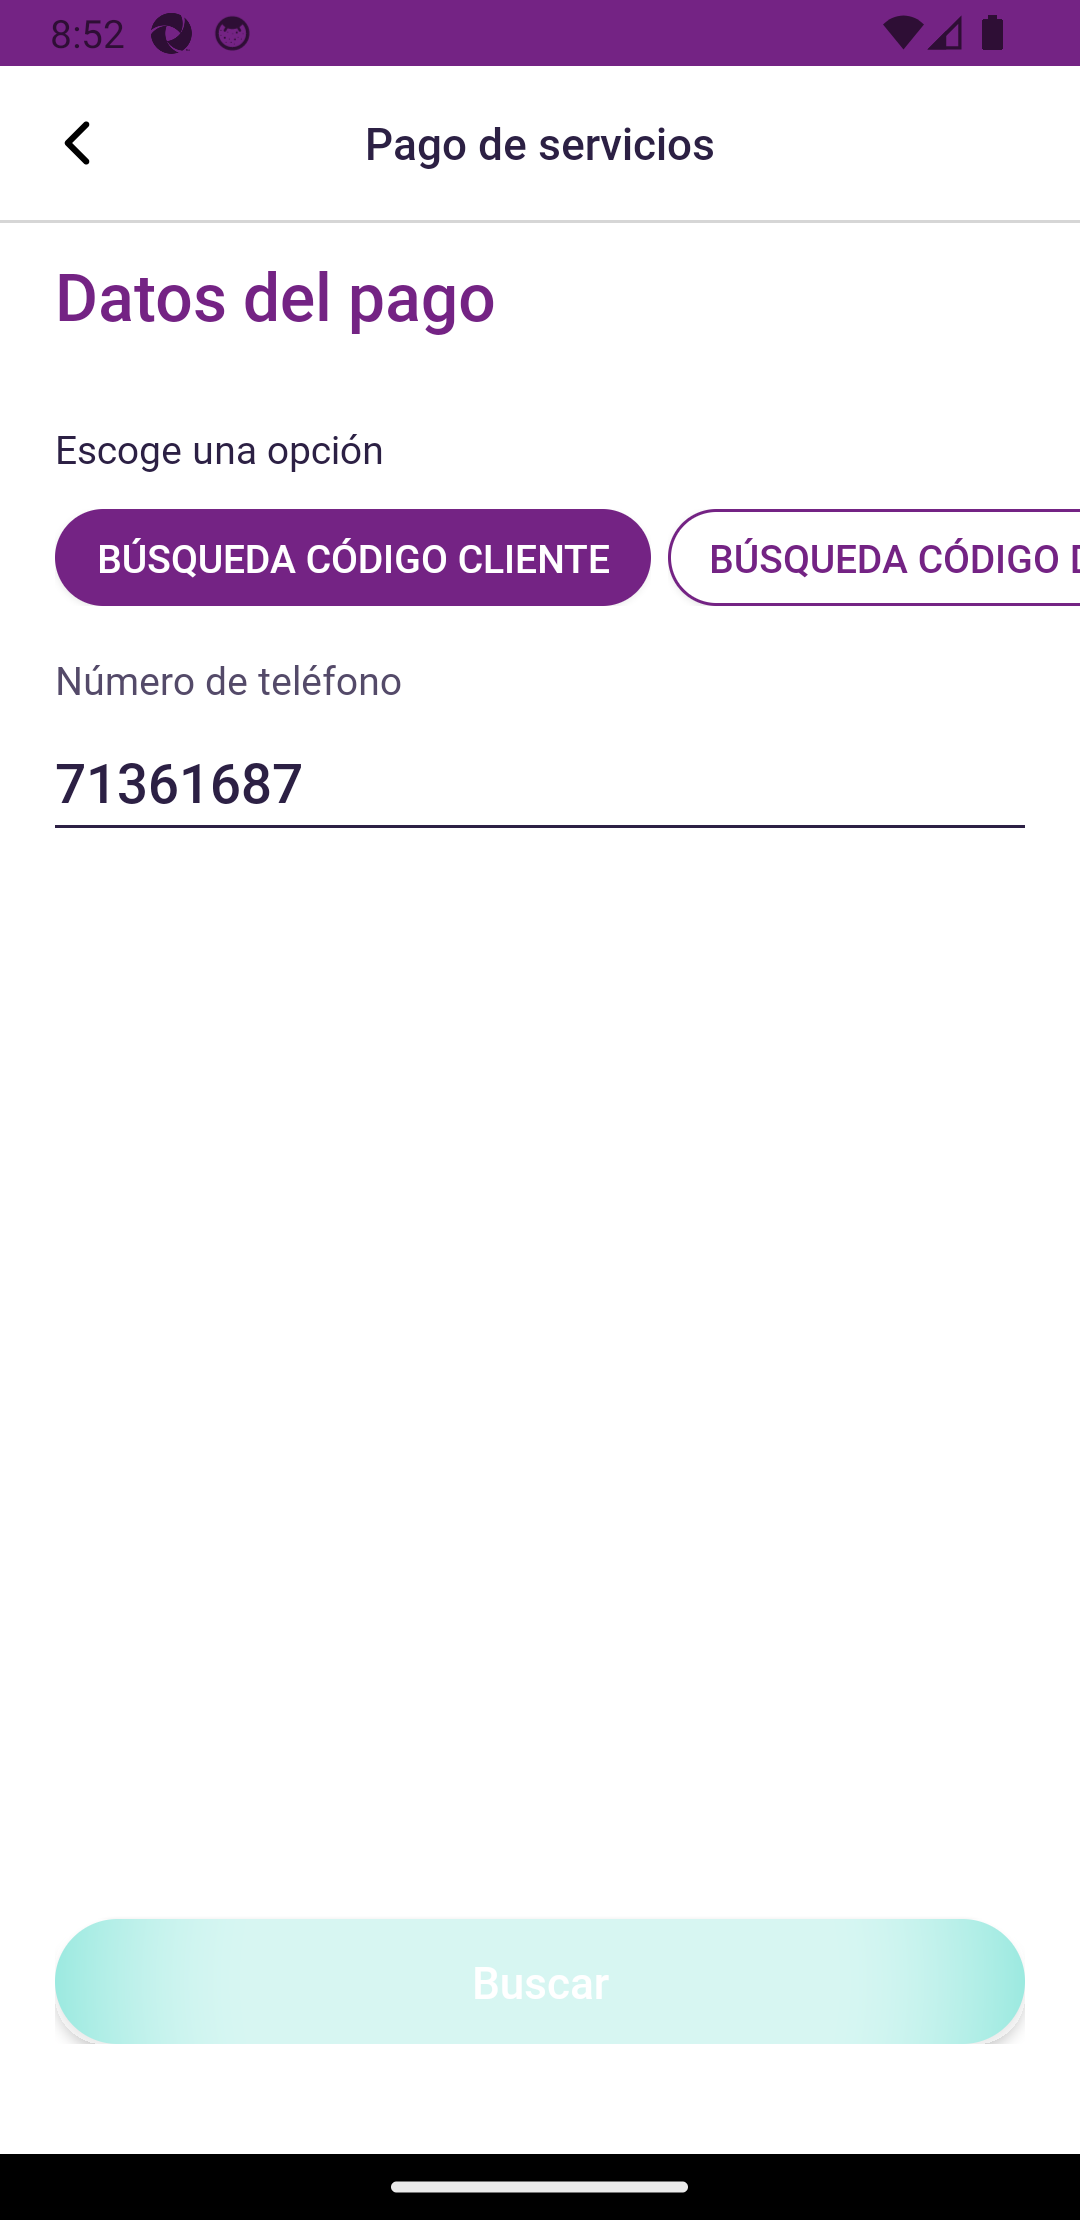 8:52
Pago de servicios
Datos del pago
Escoge una opción
BÚSQUEDA CÓDIGO CLIENTE
BÚSQUEDA CÓDIGO
Número de teléfono
71361687
Buscar